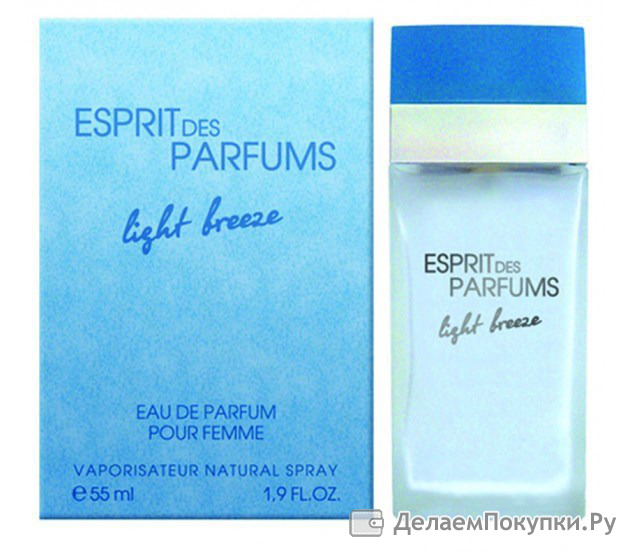 ESPRIT DES
PARFUMS
light breeze
EAU DE PARFUM
POUR FEMME
VAPORISATEUR NATURAL SPRAY
e 55 ml 1,9 FL.OZ.
ESPRIT DES
PARFUMS
light breeze
ДелаемПокупки.Ру